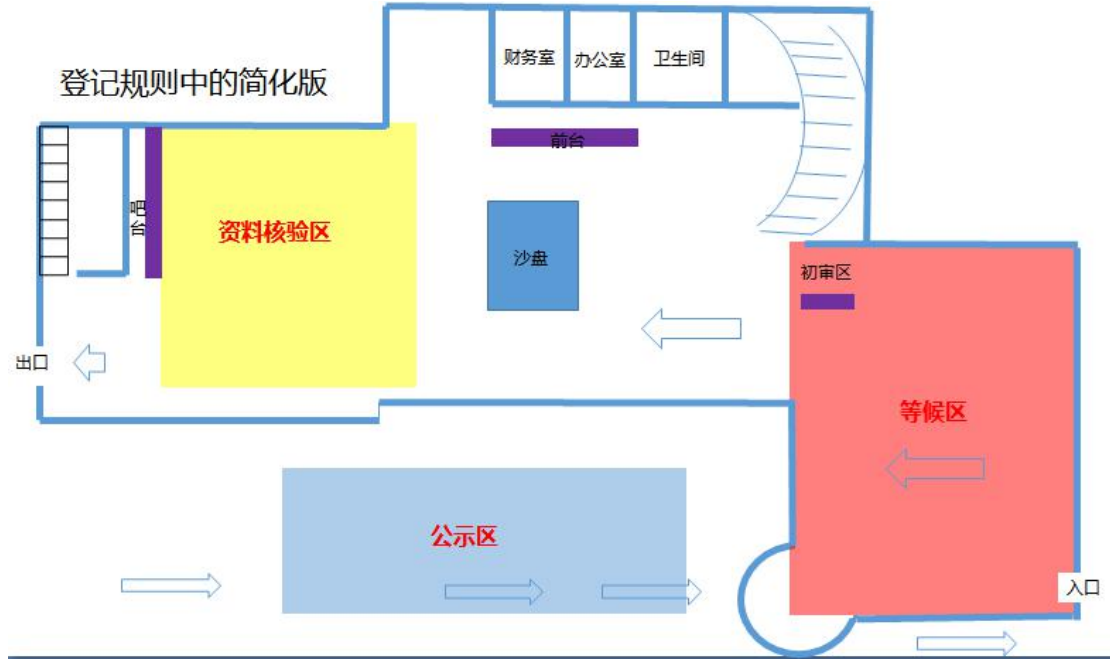 登记规则中的简化版
财务室
办公室
卫生间
前台
吧台
资料核验区
沙盘
初审区
出口
等候区
公示区
入口